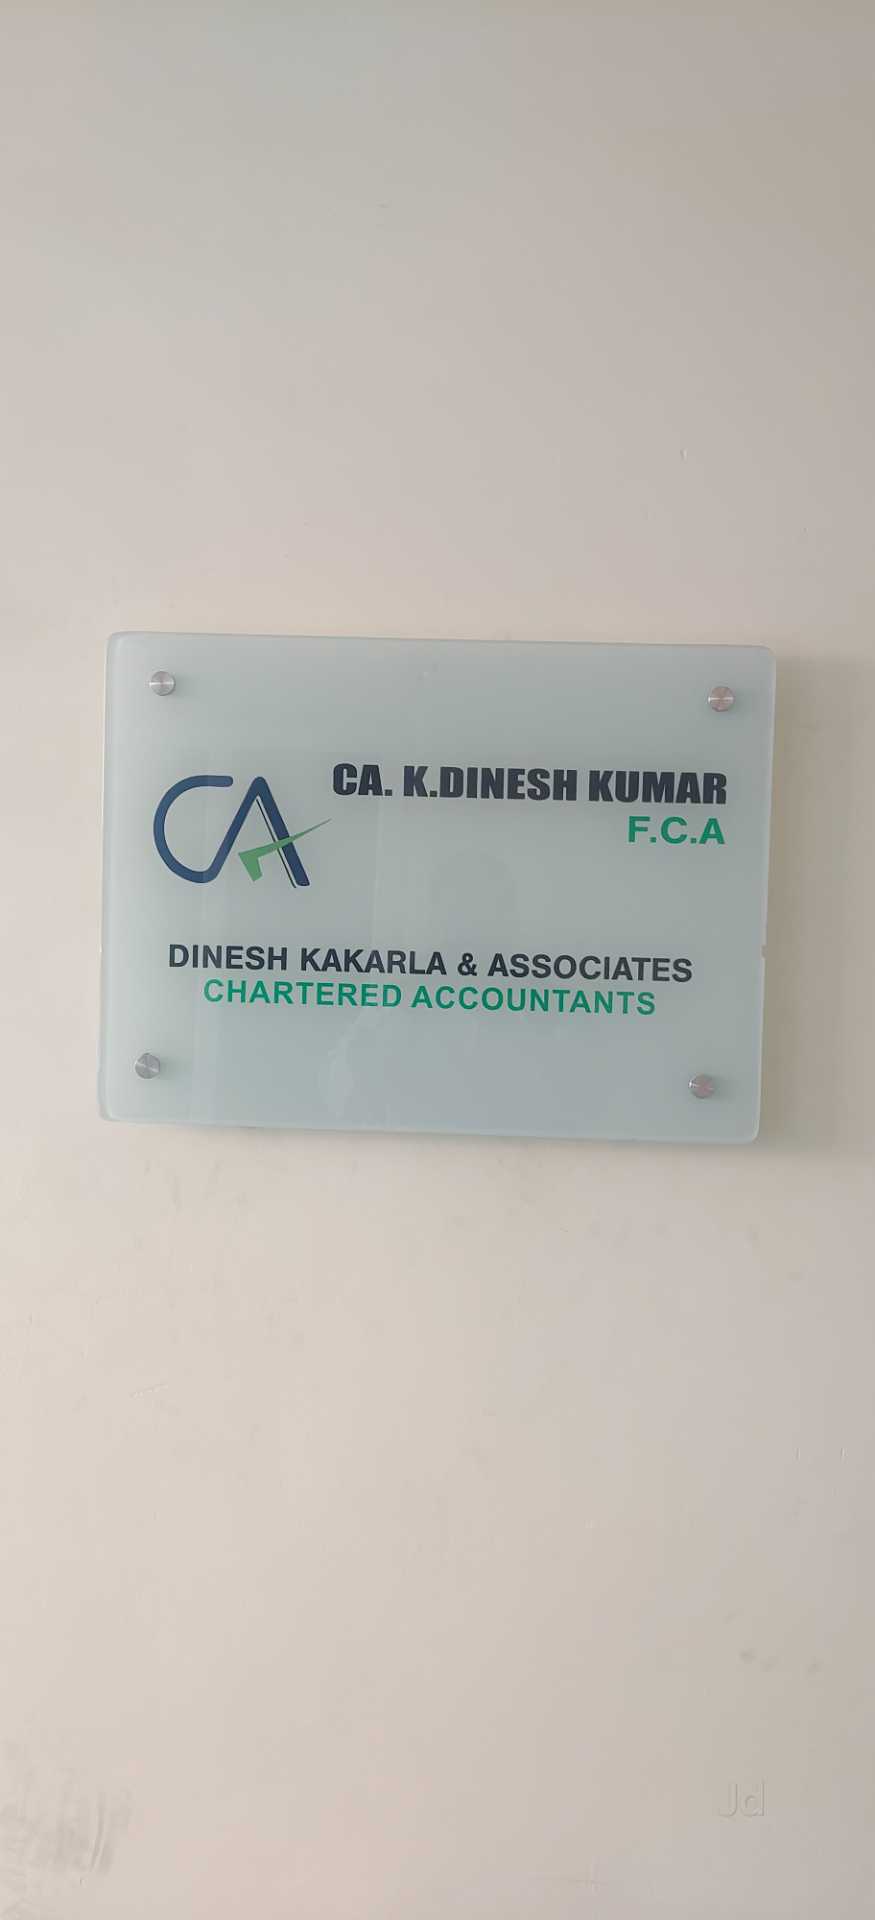 CA
CA. K.DINESH KUMAR
F.C.A
DINESH KAKARLA & ASSOCIATES
CHARTERED ACCOUNTANTS
Jd